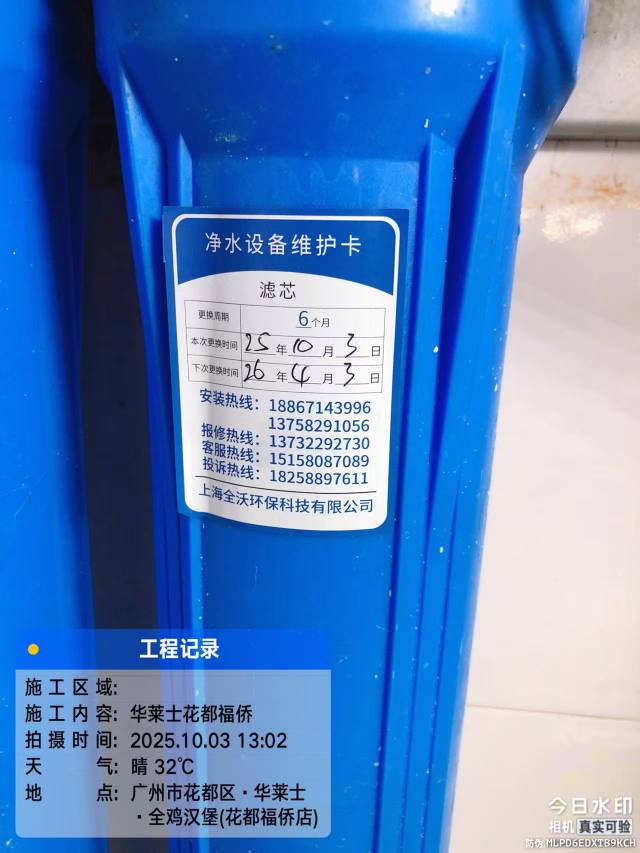 净水设备维护卡
滤芯
更换周期 6个月
本次更换时间 25年10月3日
下次更换时间 26年4月3日
安装热线：18867143996
13758291056
报修热线：13732292730
客服热线：15158087089
投诉热线：18258897611
上海全沃环保科技有限公司
工程记录
施工区域：
施工内容：华莱士花都福侨
拍摄时间：2025.10.03 13:02
天气：晴 32℃
地点：广州市花都区·华莱士
·全鸡汉堡(花都福侨店)
今日水印
相机 真实可验
防伪 MLPD6EDXTB9KCH